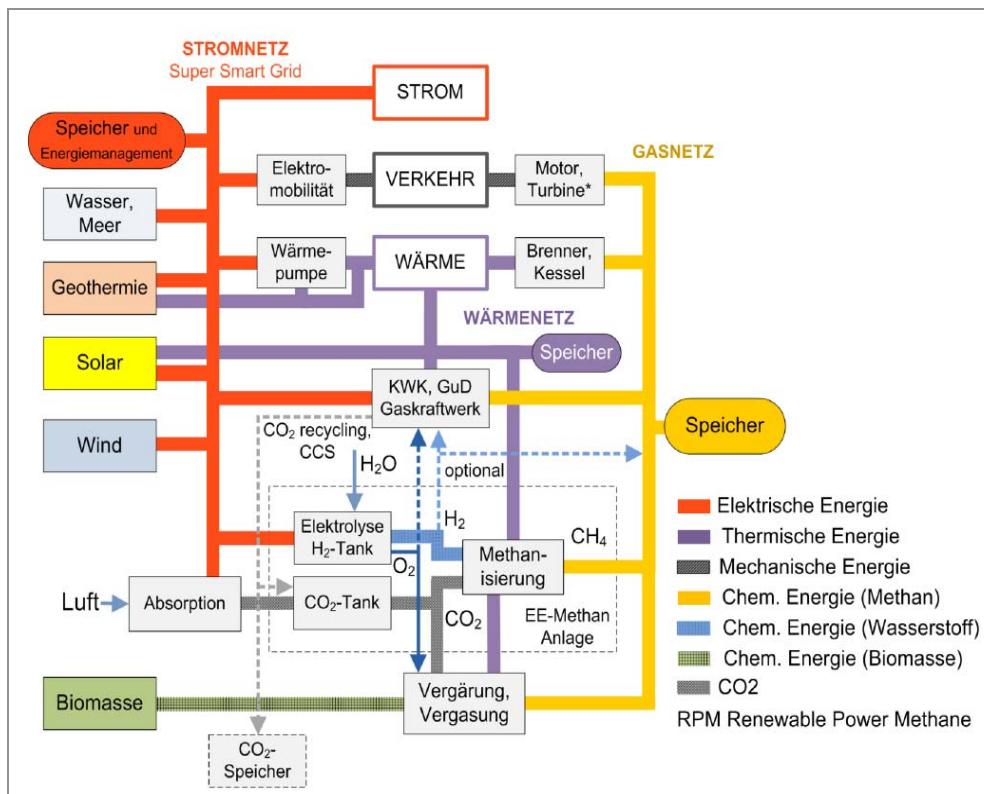 STROMNETZ
Super Smart Grid
STROM
Speicher und
Energiemanagement
GASNETZ
Elektro-
mobilität
VERKEHR
Motor,
Turbine*
Wasser,
Meer
Wärme-
pumpe
WÄRME
Brenner,
Kessel
Geothermie
WÄRMENETZ
Solar
Speicher
KWK, GuD
Gaskraftwerk
Speicher
Wind
CO₂ recycling,
CCS
H₂O
optional
Elektrolyse
H₂-Tank
H₂
O₂
Methan-
isierung
CH₄
Luft
Absorption
CO₂-Tank
CO₂
EE-Methan
Anlage
Biomasse
Vergärung,
Vergasung
CO₂-
Speicher
Elektrische Energie
Thermische Energie
Mechanische Energie
Chem. Energie (Methan)
Chem. Energie (Wasserstoff)
Chem. Energie (Biomasse)
CO2
RPM Renewable Power Methane